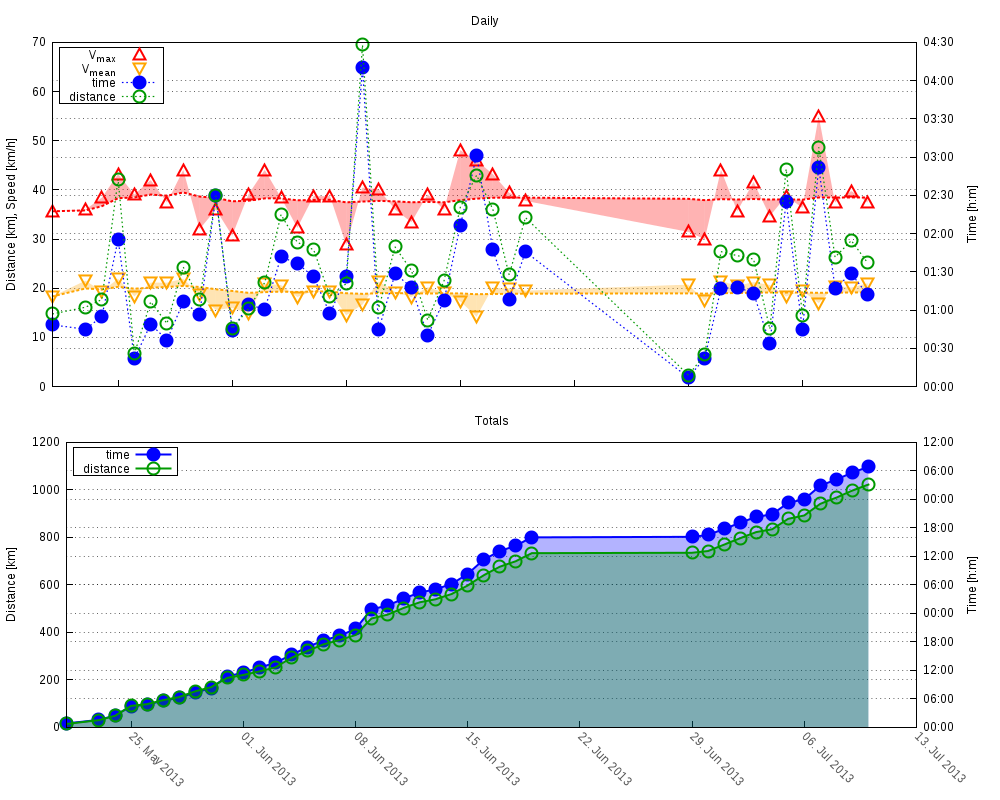 Daily
70 04:30
V max
V mean
time
distance
60 04:00
50 03:30
40 03:00
30 02:30
20 02:00
10 01:30
0 01:00
00:30
00:00
Distance [km], Speed [km/h]
Time [h:m]
Totals
1200 12:00
time
distance
1000 06:00
800 00:00
600 18:00
400 12:00
200 06:00
0 00:00
18:00
12:00
06:00
00:00
Distance [km]
Time [h:m]
25. May 2013
01. Jun 2013
08. Jun 2013
15. Jun 2013
22. Jun 2013
29. Jun 2013
06. Jul 2013
13. Jul 2013